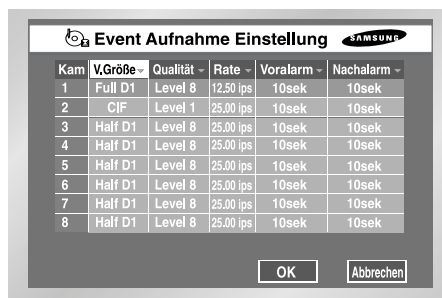 Event Aufnahme Einstellung SAMSUNG
Kam V.Größe Qualität Rate Voralarm Nachalarm
1 Full D1 Level 8 12.50 ips 10sek 10sek
2 CIF Level 1 25.00 ips 10sek 10sek
3 Half D1 Level 8 25.00 ips 10sek 10sek
4 Half D1 Level 8 25.00 ips 10sek 10sek
5 Half D1 Level 8 25.00 ips 10sek 10sek
6 Half D1 Level 8 25.00 ips 10sek 10sek
7 Half D1 Level 8 25.00 ips 10sek 10sek
8 Half D1 Level 8 25.00 ips 10sek 10sek
OK Abbrechen